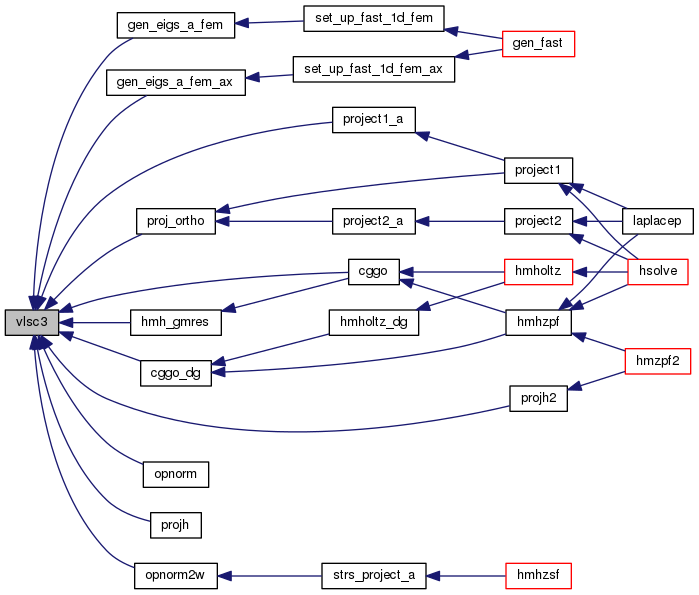 gen_eigs_a_fem
set_up_fast_1d_fem
gen_fast
gen_eigs_a_fem_ax
set_up_fast_1d_fem_ax
project1_a
project1
proj_ortho
project2_a
project2
laplacep
cggo
hmholtz
hsolve
vlsc3
hmh_gmres
hmholtz_dg
hmhzpf
cggo_dg
hmzpf2
projh2
opnorm
projh
opnorm2w
strs_project_a
hmhzsf